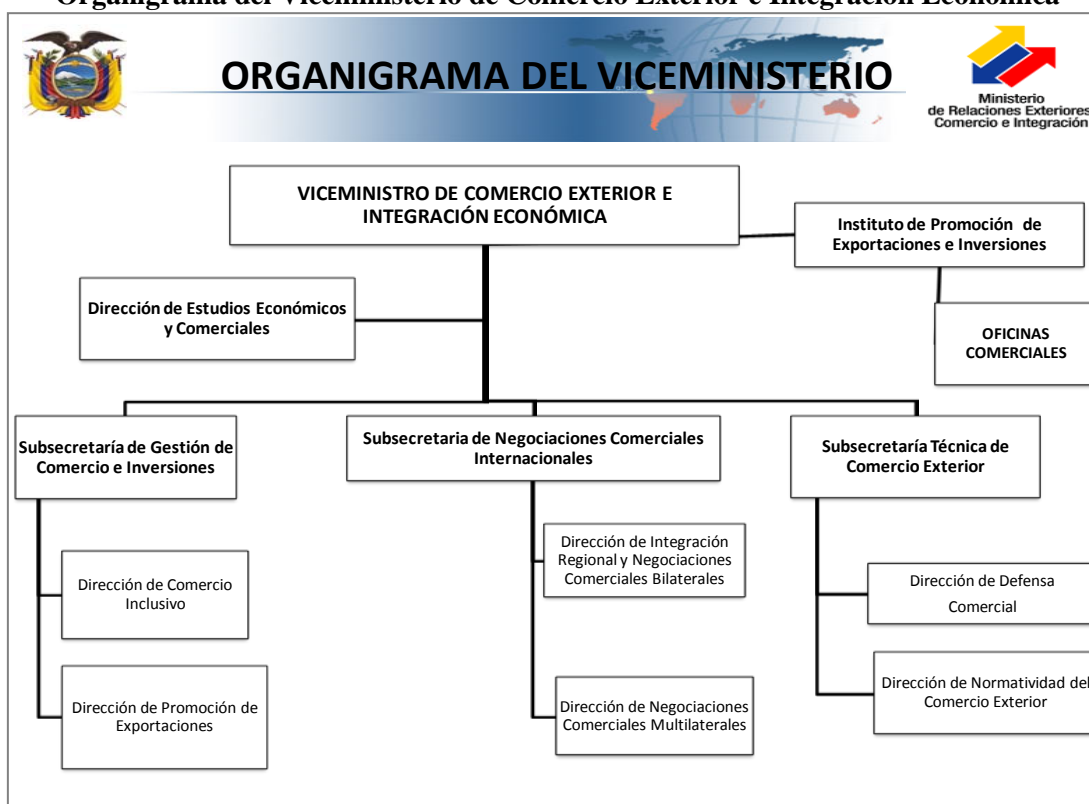 Organigrama del Viceministerio de Comercio Exterior e Integración Económica
ORGANIGRAMA DEL VICEMINISTERIO
Ministerio
de Relaciones Exteriores
Comercio e Integración
VICEMINISTRO DE COMERCIO EXTERIOR E
INTEGRACIÓN ECONÓMICA
Instituto de Promoción de
Exportaciones e Inversiones
Dirección de Estudios Económicos
y Comerciales
OFICINAS
COMERCIALES
Subsecretaría de Gestión de
Comercio e Inversiones
Subsecretaria de Negociaciones Comerciales
Internacionales
Subsecretaría Técnica de
Comercio Exterior
Dirección de Comercio
Inclusivo
Dirección de Integración
Regional y Negociaciones
Comerciales Bilaterales
Dirección de Defensa
Comercial
Dirección de Promoción de
Exportaciones
Dirección de Negociaciones
Comerciales Multilaterales
Dirección de Normatividad del
Comercio Exterior